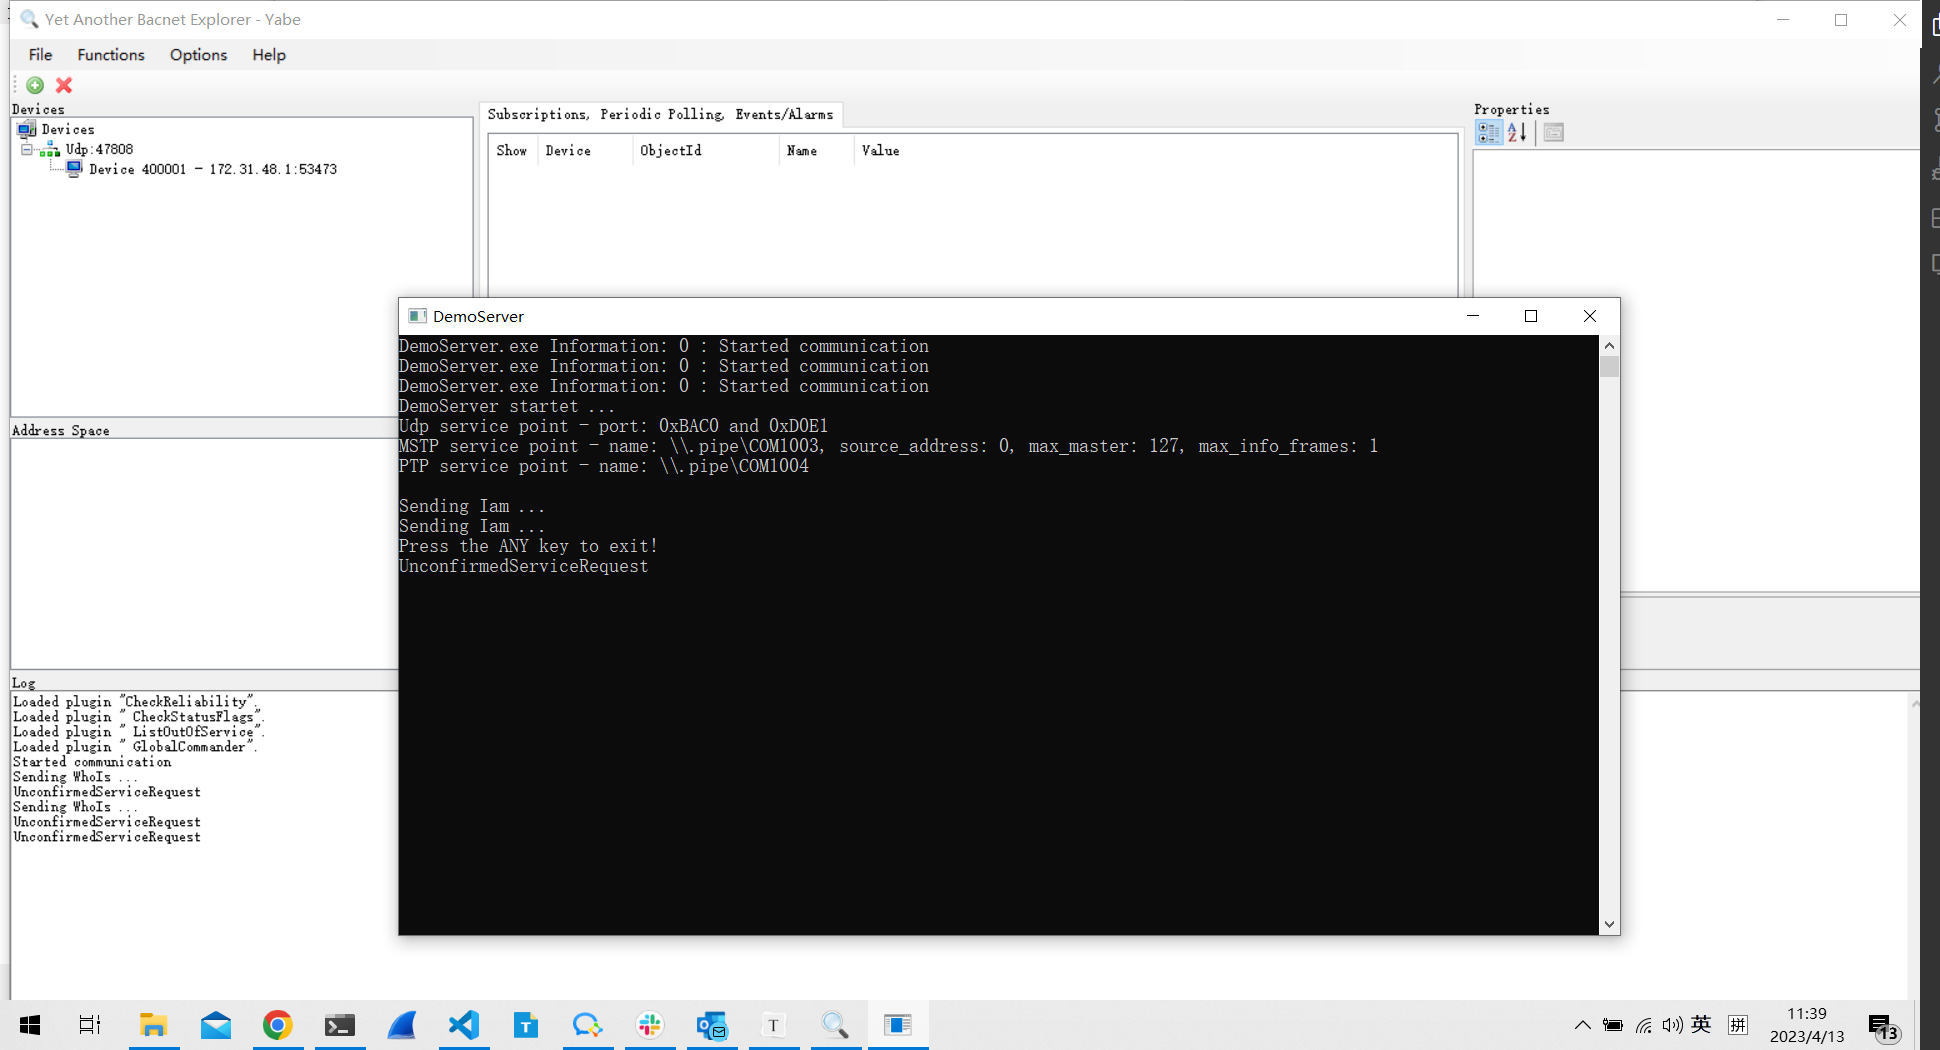 Yet Another Bacnet Explorer - Yabe
File Functions Options Help
Devices
Devices
Udp:47808
Device 400001 - 172.31.48.1:53473
Subscriptions, Periodic Polling, Events/Alarms
Show Device ObjectId Name Value
Properties
DemoServer
DemoServer.exe Information: 0 : Started communication
DemoServer.exe Information: 0 : Started communication
DemoServer.exe Information: 0 : Started communication
DemoServer startet ...
Udp service point - port: 0xBAC0 and 0xD0E1
MSTP service point - name: \\.pipe\COM1003, source_address: 0, max_master: 127, max_info_frames: 1
PTP service point - name: \\.pipe\COM1004
Sending Iam ...
Sending Iam ...
Press the ANY key to exit!
UnconfirmedServiceRequest
Address Space
Log
Loaded plugin "CheckReliability".
Loaded plugin " CheckStatusFlags".
Loaded plugin " ListOutOfService".
Loaded plugin " GlobalCommander".
Started communication
Sending WhoIs ...
UnconfirmedServiceRequest
Sending WhoIs ...
UnconfirmedServiceRequest
UnconfirmedServiceRequest
英 拼
11:39
2023/4/13
13